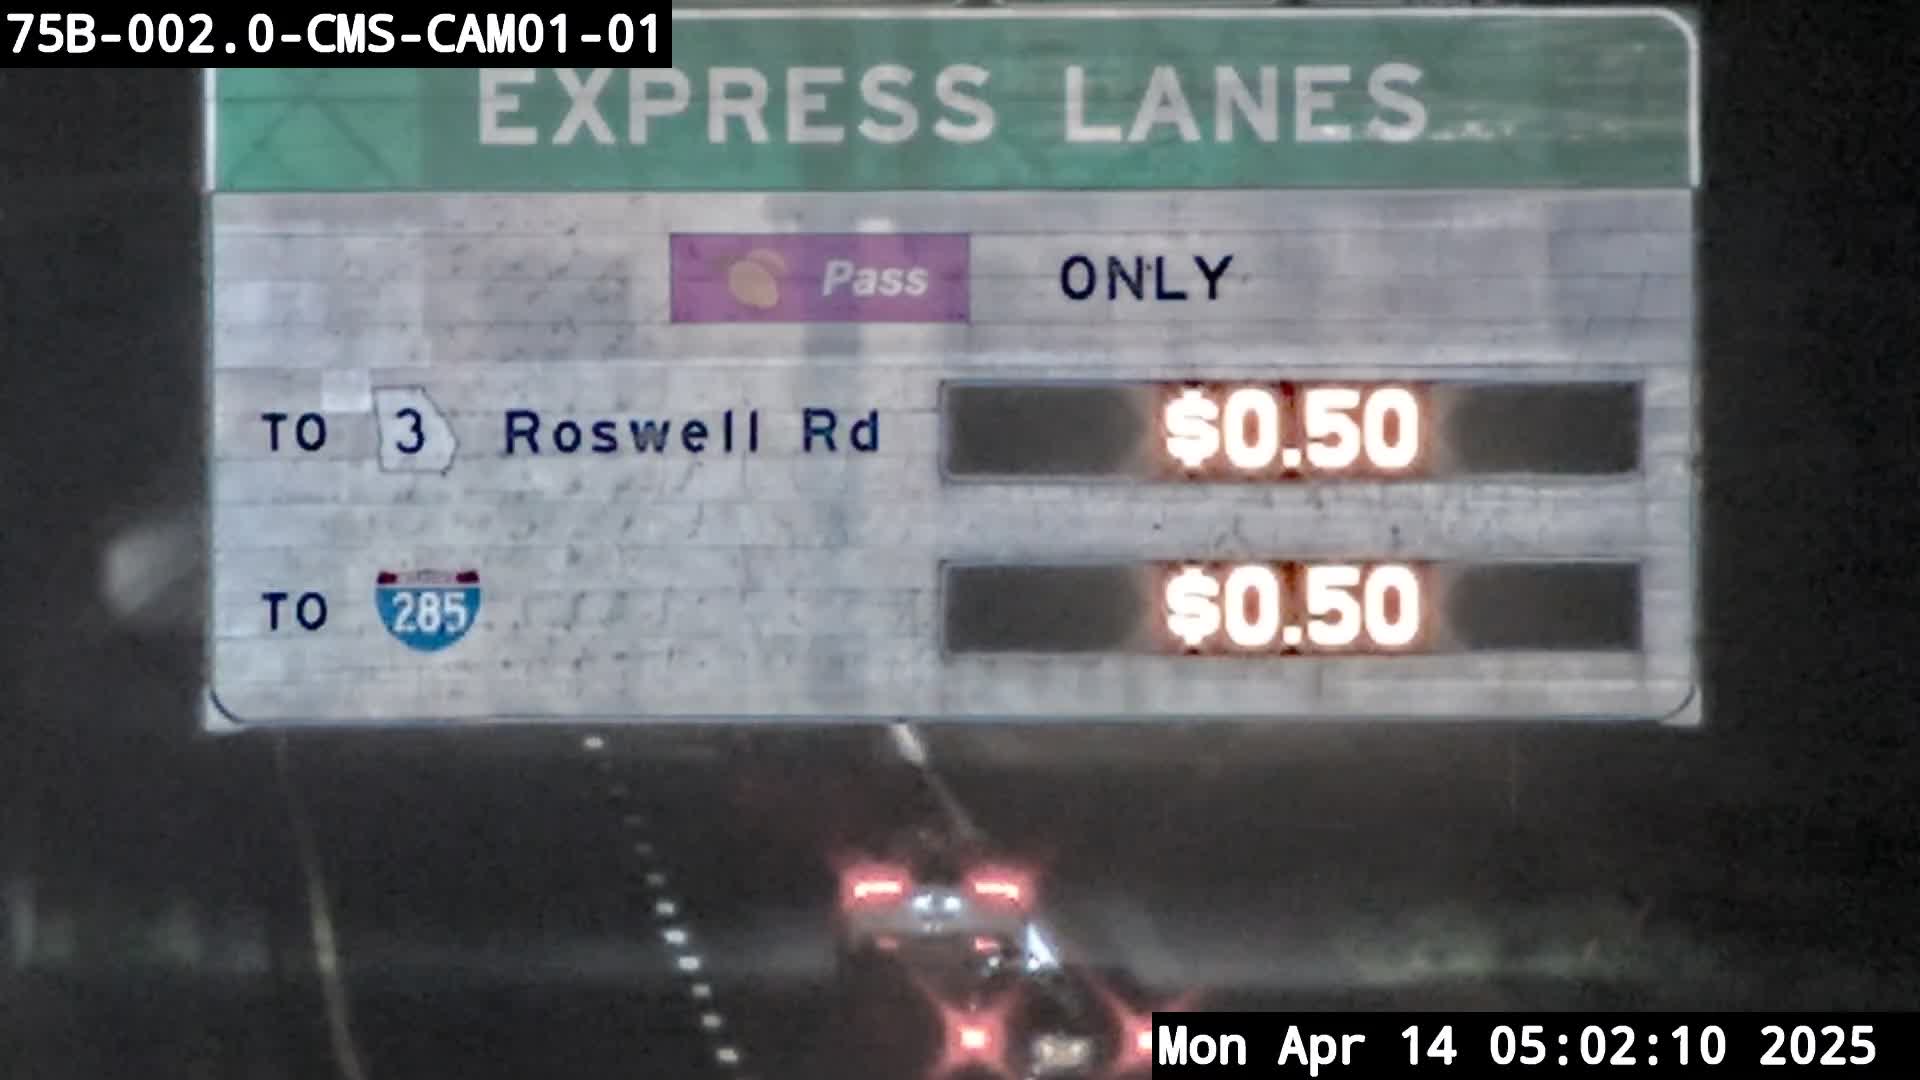 75B-002.0-CMS-CAM01-01
EXPRESS LANES
Pass ONLY
TO 3 Roswell Rd $0.50
TO 285 $0.50
Mon Apr 14 05:02:10 2025